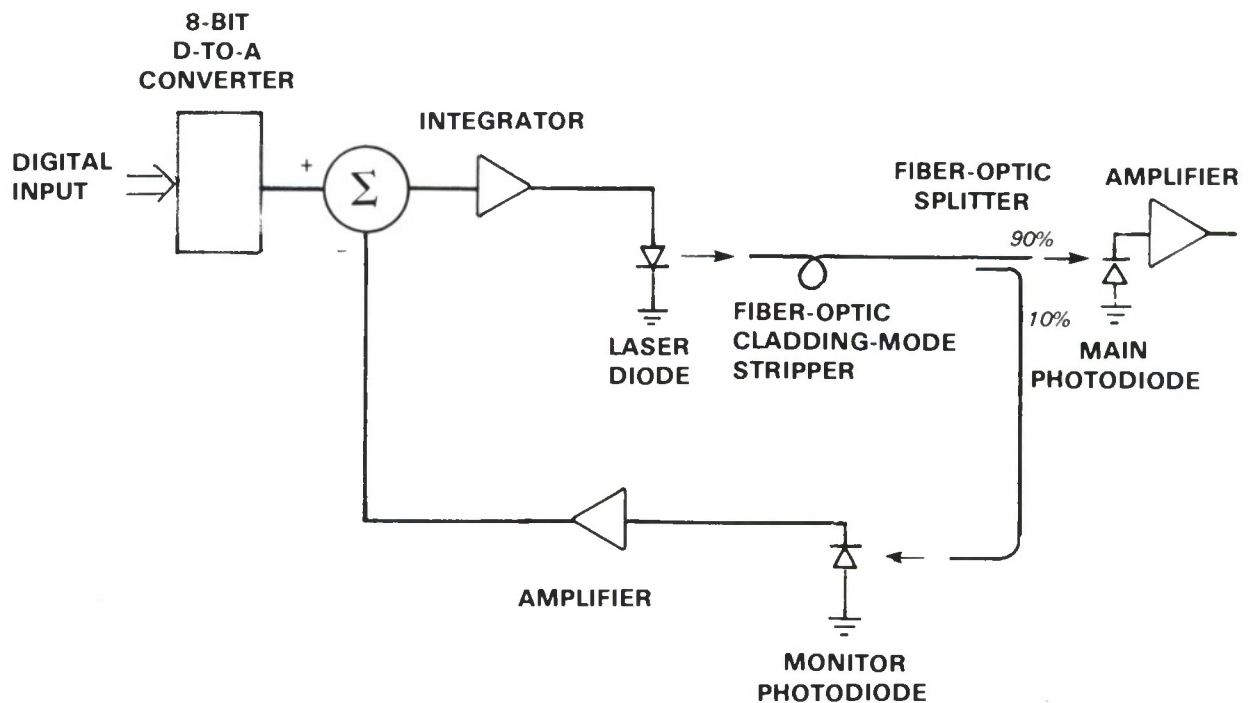 8-BIT
D-TO-A
CONVERTER
DIGITAL
INPUT
+
Σ
-
INTEGRATOR
LASER
DIODE
FIBER-OPTIC
CLADDING-MODE
STRIPPER
FIBER-OPTIC
SPLITTER
90%
10%
AMPLIFIER
MAIN
PHOTODIODE
AMPLIFIER
MONITOR
PHOTODIODE